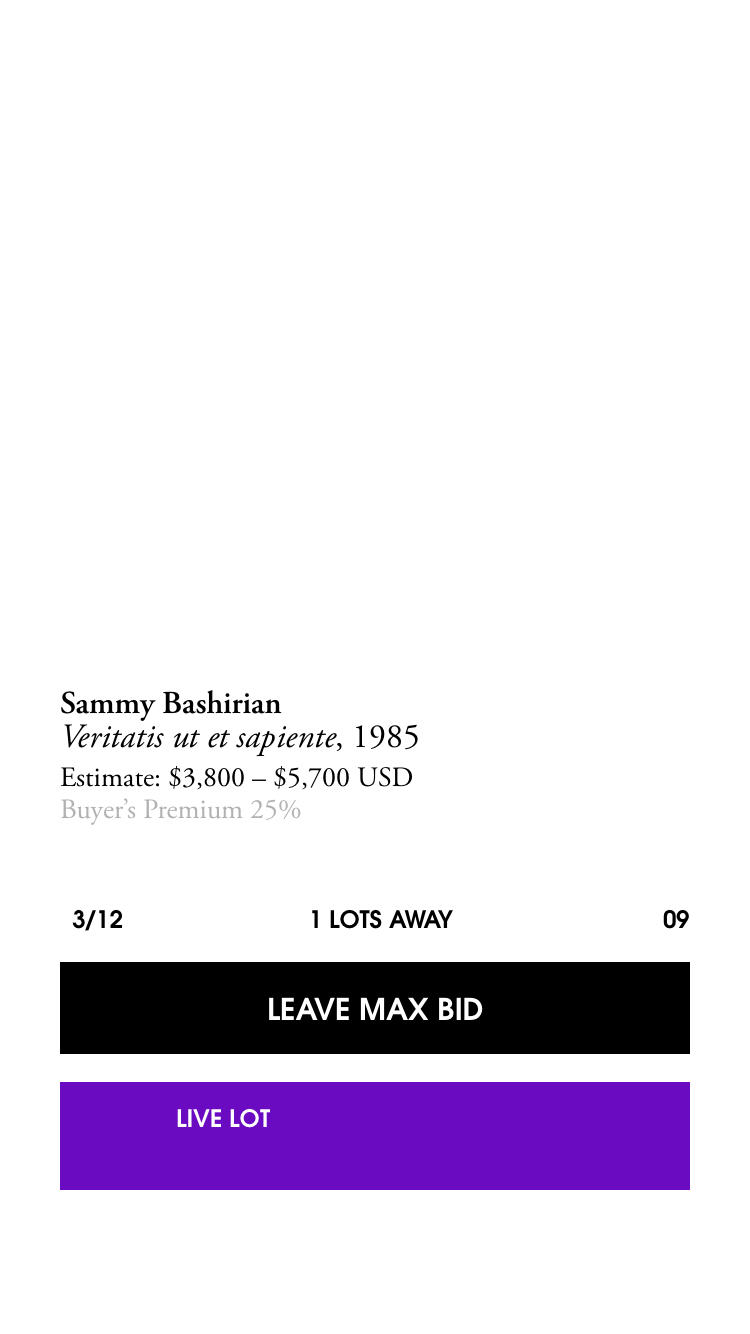 Sammy Bashirian
Veritatis ut et sapiente, 1985
Estimate: $3,800 – $5,700 USD
Buyer’s Premium 25%
3/12 1 LOTS AWAY 09
LEAVE MAX BID
LIVE LOT